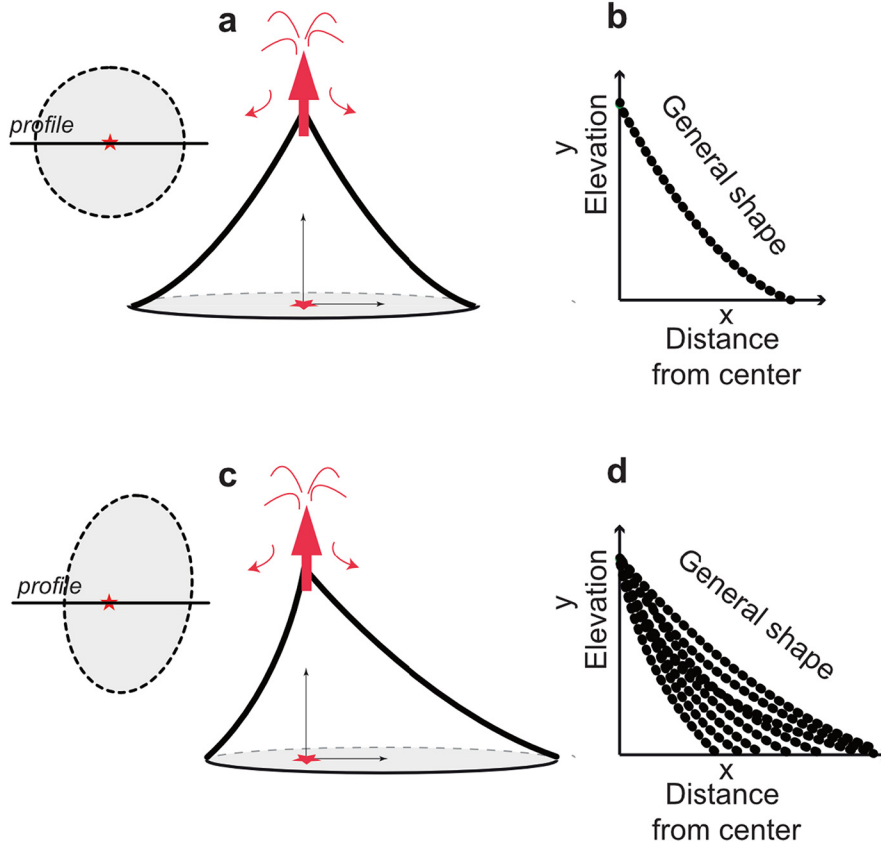 a
profile
b
y
Elevation
General shape
x
Distance
from center
c
profile
d
y
Elevation
General shape
x
Distance
from center